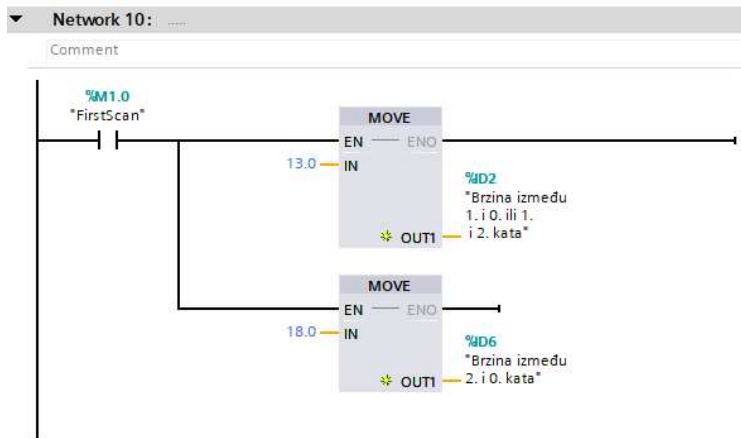 Network 10: .....
Comment
%M1.0
"FirstScan"
MOVE
EN ENO
13.0 IN
%ID2
"Brzina između
1. i 0. ili 1.
i 2. kata"
OUT1
MOVE
EN ENO
18.0 IN
%ID6
"Brzina između
2. i 0. kata"
OUT1